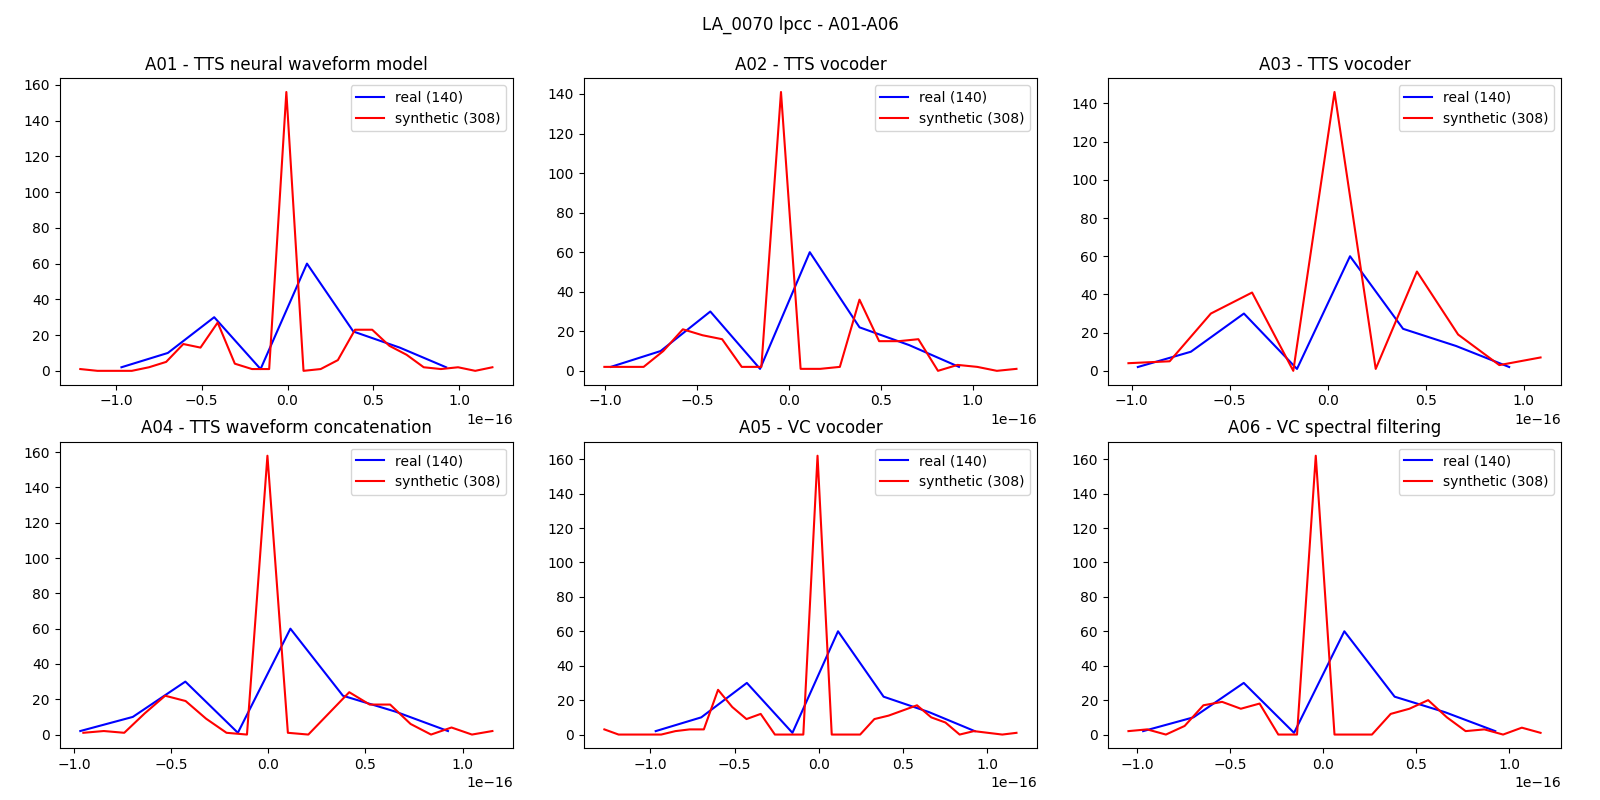 LA_0070 lpcc - A01-A06
A01 - TTS neural waveform model
160
140
120
100
80
60
40
20
0
real (140)
synthetic (308)
−1.0 −0.5 0.0 0.5 1.0
1e−16
A02 - TTS vocoder
140
120
100
80
60
40
20
0
real (140)
synthetic (308)
−1.0 −0.5 0.0 0.5 1.0
1e−16
A03 - TTS vocoder
140
120
100
80
60
40
20
0
real (140)
synthetic (308)
−1.0 −0.5 0.0 0.5 1.0
1e−16
A04 - TTS waveform concatenation
160
140
120
100
80
60
40
20
0
real (140)
synthetic (308)
−1.0 −0.5 0.0 0.5 1.0
1e−16
A05 - VC vocoder
160
140
120
100
80
60
40
20
0
real (140)
synthetic (308)
−1.0 −0.5 0.0 0.5 1.0
1e−16
A06 - VC spectral filtering
160
140
120
100
80
60
40
20
0
real (140)
synthetic (308)
−1.0 −0.5 0.0 0.5 1.0
1e−16